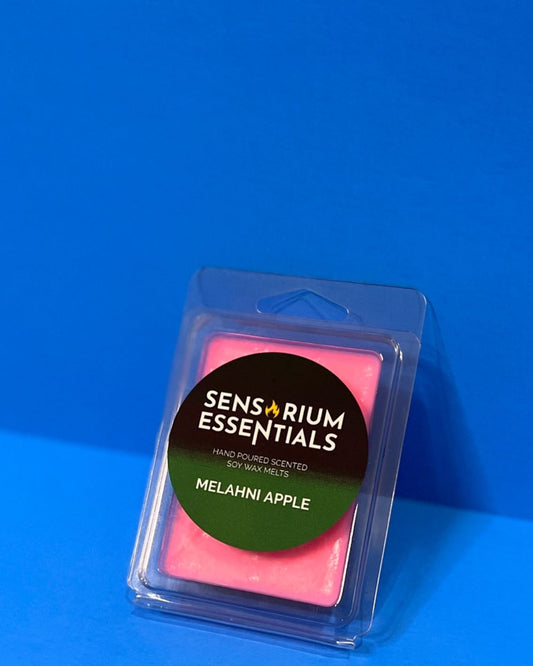 SENSORIUM
ESSENTIALS
HAND POURED SCENTED
SOY WAX MELTS
MELAHNI APPLE